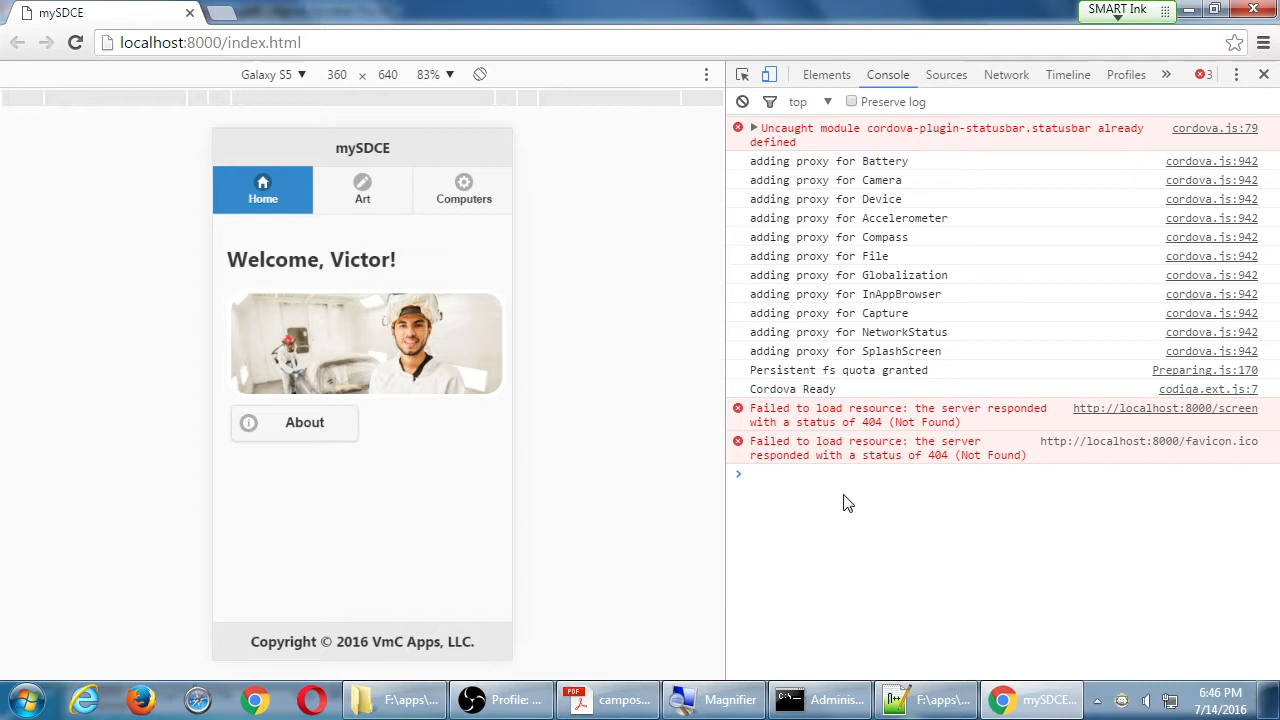 mySDCE
SMART Ink
localhost:8000/index.html
Galaxy S5 ▼ 360 x 640 83% ▼
Elements Console Sources Network Timeline Profiles » 3
top ▼ Preserve log
mySDCE
Home Art Computers
Welcome, Victor!
About
Copyright © 2016 VmC Apps, LLC.
Uncaught module cordova-plugin-statusbar.statusbar already cordova.js:79
defined
adding proxy for Battery cordova.js:942
adding proxy for Camera cordova.js:942
adding proxy for Device cordova.js:942
adding proxy for Accelerometer cordova.js:942
adding proxy for Compass cordova.js:942
adding proxy for File cordova.js:942
adding proxy for Globalization cordova.js:942
adding proxy for InAppBrowser cordova.js:942
adding proxy for Capture cordova.js:942
adding proxy for NetworkStatus cordova.js:942
adding proxy for SplashScreen cordova.js:942
Persistent fs quota granted Preparing.js:170
Cordova Ready codiqa.ext.js:7
Failed to load resource: the server responded http://localhost:8000/screen
with a status of 404 (Not Found)
Failed to load resource: the server http://localhost:8000/favicon.ico
responded with a status of 404 (Not Found)
F:\apps\... Profile: ... PDF campos... Magnifier C:\. Adminis... F:\apps\... mySDCE... 6:46 PM
7/14/2016